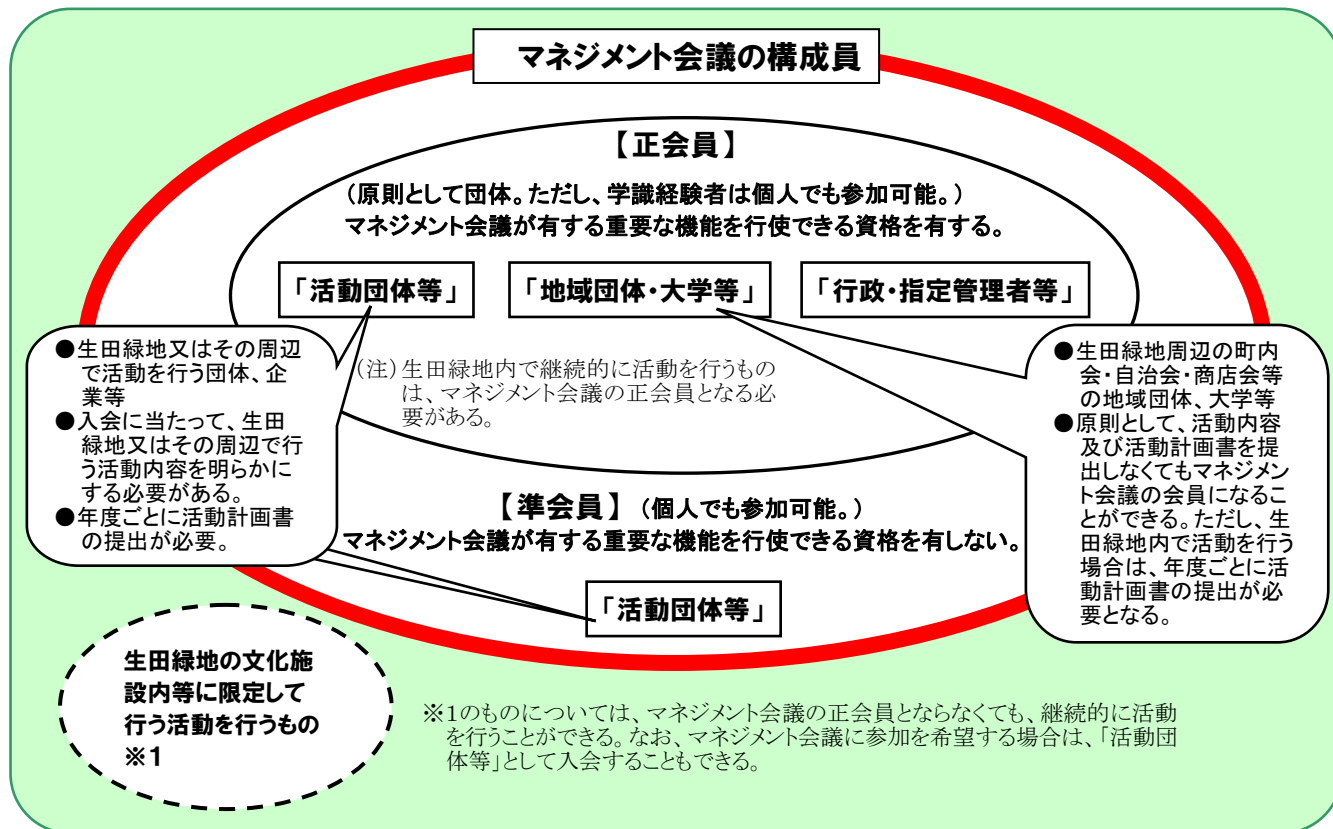 マネジメント会議の構成員
【正会員】
（原則として団体。ただし、学識経験者は個人でも参加可能。）
マネジメント会議が有する重要な機能を行使できる資格を有する。
「活動団体等」
「地域団体・大学等」
「行政・指定管理者等」
（注）生田緑地内で継続的に活動を行うもの
は、マネジメント会議の正会員となる必
要がある。
●生田緑地又はその周辺
で活動を行う団体、企
業等
●入会に当たって、生田
緑地又はその周辺で行
う活動内容を明らかに
する必要がある。
●年度ごとに活動計画書
の提出が必要。
●生田緑地周辺の町内
会・自治会・商店会等
の地域団体、大学等
●原則として、活動内容
及び活動計画書を提
出しなくてもマネジメン
ト会議の会員になるこ
とができる。ただし、生
田緑地内で活動を行う
場合は、年度ごとに活
動計画書の提出が必
要となる。
【準会員】（個人でも参加可能。）
マネジメント会議が有する重要な機能を行使できる資格を有しない。
「活動団体等」
生田緑地の文化施
設内等に限定して
行う活動を行うもの
※1
※1のものについては、マネジメント会議の正会員とならなくても、継続的に活動
を行うことができる。なお、マネジメント会議に参加を希望する場合は、「活動団
体等」として入会することもできる。